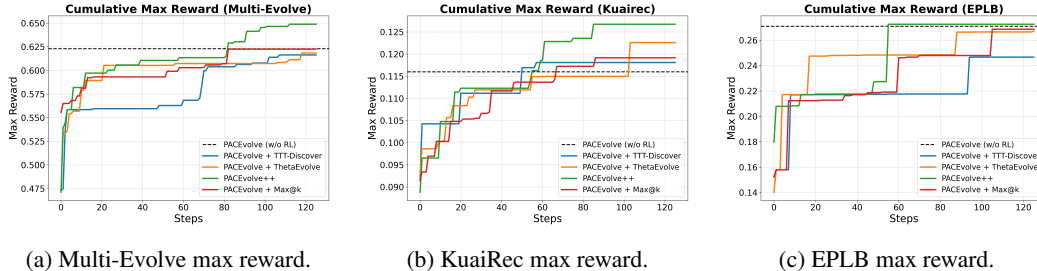 Cumulative Max Reward (Multi-Evolve)
Max Reward
0.650
0.625
0.600
0.575
0.550
0.525
0.500
0.475
PACEvolve (w/o RL)
PACEvolve + TTT-Discover
PACEvolve + ThetaEvolve
PACEvolve++
PACEvolve + Max@k
0 20 40 60 80 100 120
Steps
(a) Multi-Evolve max reward.
Cumulative Max Reward (Kuairec)
Max Reward
0.125
0.120
0.115
0.110
0.105
0.100
0.095
0.090
PACEvolve (w/o RL)
PACEvolve + TTT-Discover
PACEvolve + ThetaEvolve
PACEvolve++
PACEvolve + Max@k
0 20 40 60 80 100 120
Steps
(b) KuaiRec max reward.
Cumulative Max Reward (EPLB)
Max Reward
0.26
0.24
0.22
0.20
0.18
0.16
0.14
PACEvolve (w/o RL)
PACEvolve + TTT-Discover
PACEvolve + ThetaEvolve
PACEvolve++
PACEvolve + Max@k
0 20 40 60 80 100 120
Steps
(c) EPLB max reward.